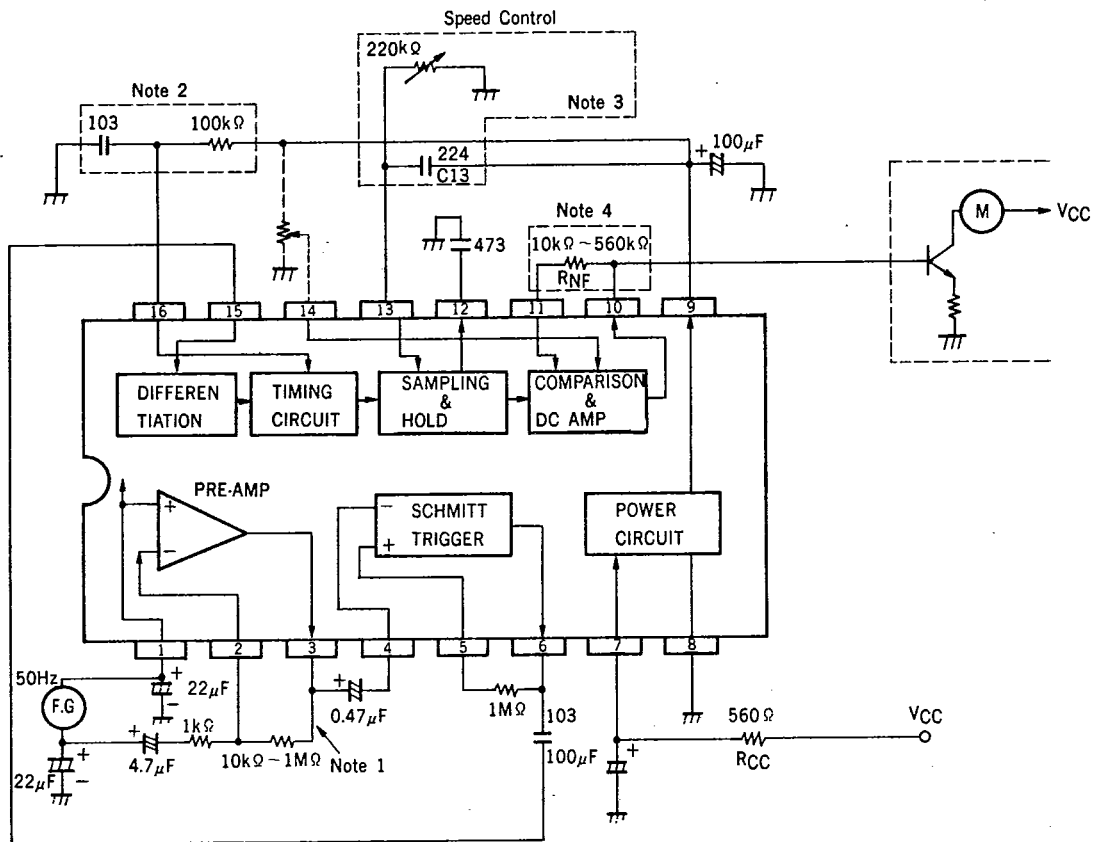 Speed Control
220kΩ
Note 2
Note 3
103
100kΩ
224
C13
+
100μF
Note 4
473
10kΩ~560kΩ
RNF
M
VCC
16
15
14
13
12
11
10
9
DIFFEREN
TIATION
TIMING
CIRCUIT
SAMPLING
&
HOLD
COMPARISON
&
DC AMP
PRE-AMP
+
−
−
+
SCHMITT
TRIGGER
POWER
CIRCUIT
1
2
3
4
5
6
7
8
50Hz
F.G
+
22μF
−
+
0.47μF
1MΩ
103
100μF
560Ω
RCC
VCC
+
4.7μF
1kΩ
10kΩ~1MΩ
Note 1
+
22μF
−
+